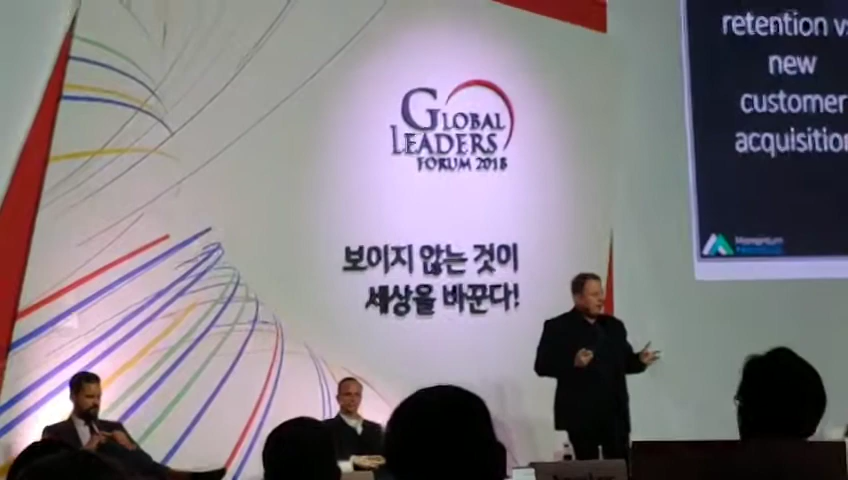 GLOBAL
LEADERS
FORUM 2018
보이지 않는 것이
세상을 바꾼다!
retention vs
new
customer
acquisition
Momentum